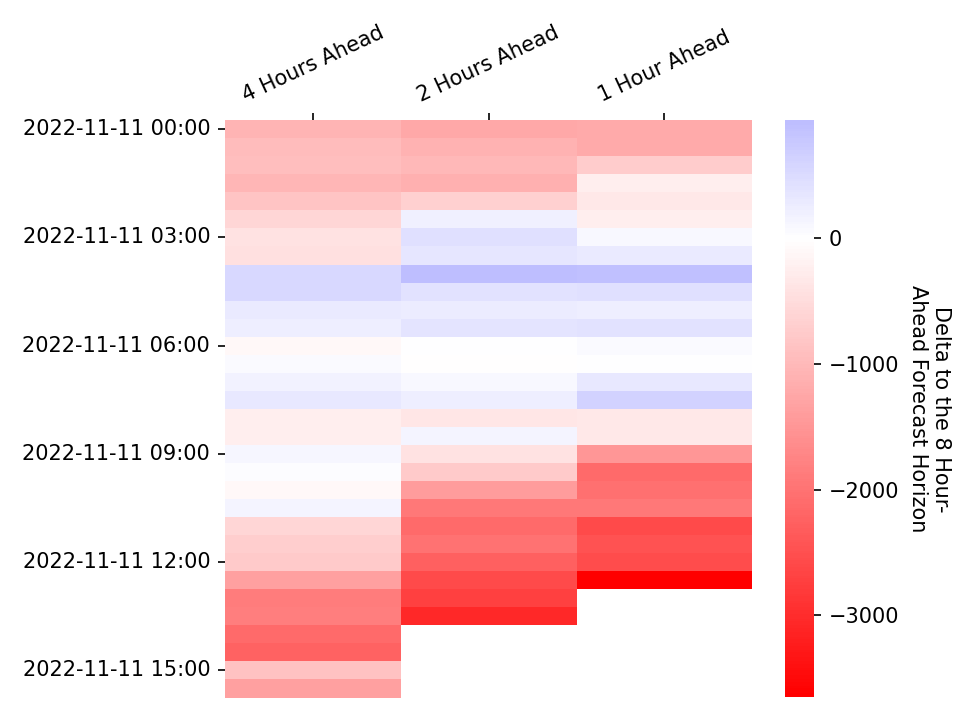 4 Hours Ahead
2 Hours Ahead
1 Hour Ahead
2022-11-11 00:00
2022-11-11 03:00
2022-11-11 06:00
2022-11-11 09:00
2022-11-11 12:00
2022-11-11 15:00
0
−1000
−2000
−3000
Delta to the 8 Hour-
Ahead Forecast Horizon